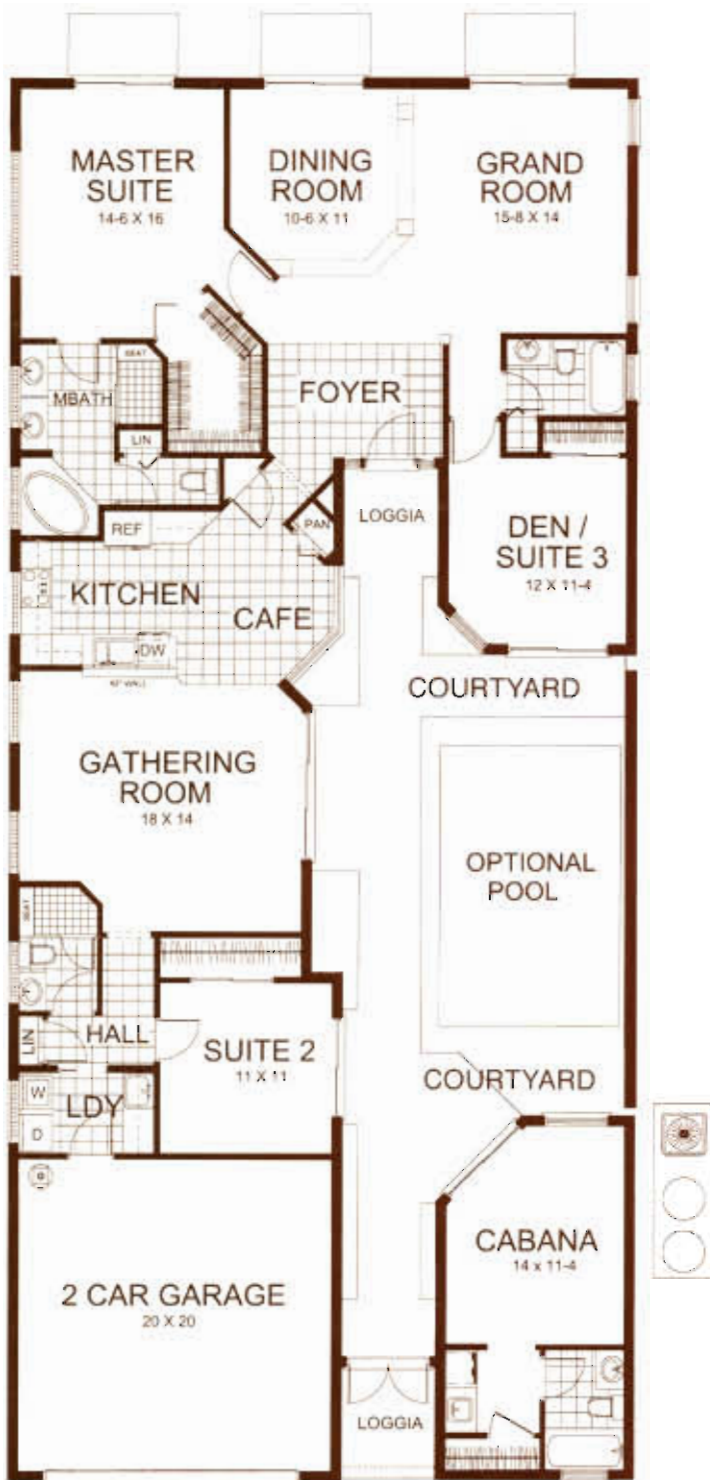 MASTER
SUITE
14-6 X 16
DINING
ROOM
10-6 X 11
GRAND
ROOM
15-8 X 14
SEAT
MBATH
FOYER
LIN
REF
PAN
LOGGIA
DEN /
SUITE 3
12 X 11-4
KITCHEN
CAFE
DW
COURTYARD
GATHERING
ROOM
18 X 14
OPTIONAL
POOL
SEAT
LIN
HALL
SUITE 2
11 X 11
COURTYARD
W
LDY
D
CABANA
14 x 11-4
2 CAR GARAGE
20 X 20
LOGGIA